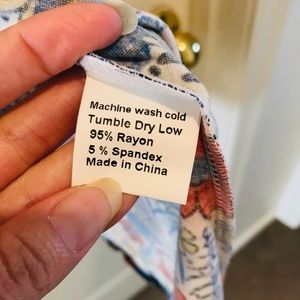 Machine wash cold
Tumble Dry Low
95% Rayon
5 % Spandex
Made in China